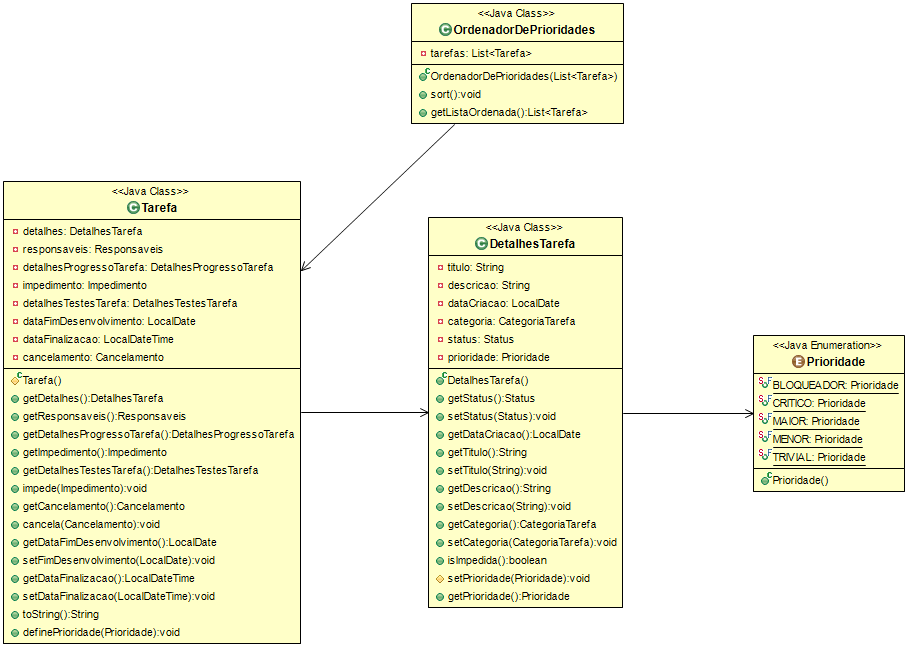 <<Java Class>>
OrdenadorDePrioridades
tarefas: List<Tarefa>
OrdenadorDePrioridades(List<Tarefa>)
sort():void
getListaOrdenada():List<Tarefa>
<<Java Class>>
Tarefa
detalhes: DetalhesTarefa
responsaveis: Responsaveis
detalhesProgressoTarefa: DetalhesProgressoTarefa
impedimento: Impedimento
detalhesTestesTarefa: DetalhesTestesTarefa
dataFimDesenvolvimento: LocalDate
dataFinalizacao: LocalDateTime
cancelamento: Cancelamento
Tarefa()
getDetalhes():DetalhesTarefa
getResponsaveis():Responsaveis
getDetalhesProgressoTarefa():DetalhesProgressoTarefa
getImpedimento():Impedimento
getDetalhesTestesTarefa():DetalhesTestesTarefa
impede(Impedimento):void
getCancelamento():Cancelamento
cancela(Cancelamento):void
getDataFimDesenvolvimento():LocalDate
setFimDesenvolvimento(LocalDate):void
getDataFinalizacao():LocalDateTime
setDataFinalizacao(LocalDateTime):void
toString():String
definePrioridade(Prioridade):void
<<Java Class>>
DetalhesTarefa
titulo: String
descricao: String
dataCriacao: LocalDate
categoria: CategoriaTarefa
status: Status
prioridade: Prioridade
DetalhesTarefa()
getStatus():Status
setStatus(Status):void
getDataCriacao():LocalDate
getTitulo():String
setTitulo(String):void
getDescricao():String
setDescricao(String):void
getCategoria():CategoriaTarefa
setCategoria(CategoriaTarefa):void
isImpedida():boolean
setPrioridade(Prioridade):void
getPrioridade():Prioridade
<<Java Enumeration>>
Prioridade
BLOQUEADOR: Prioridade
CRITICO: Prioridade
MAIOR: Prioridade
MENOR: Prioridade
TRIVIAL: Prioridade
Prioridade()